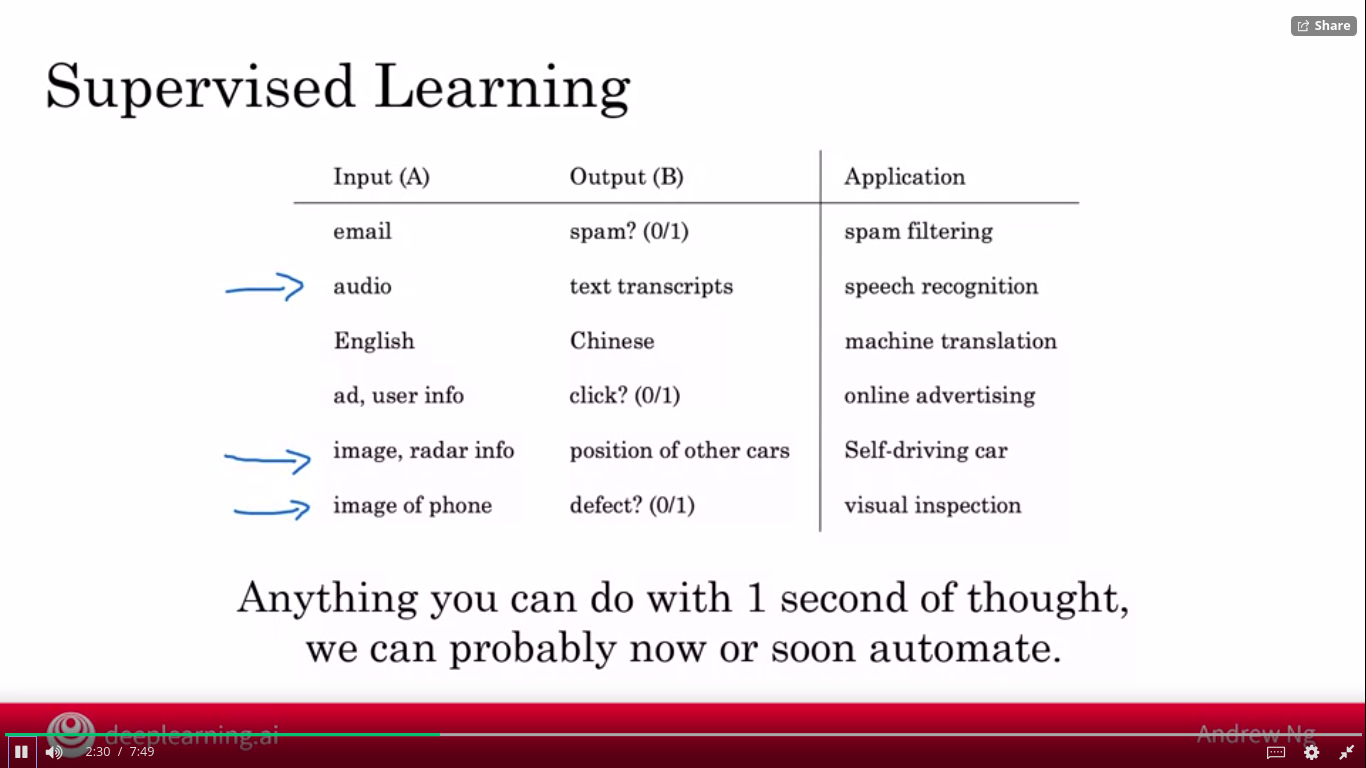 Share
Supervised Learning
Input (A) Output (B) Application
email spam? (0/1) spam filtering
audio text transcripts speech recognition
English Chinese machine translation
ad, user info click? (0/1) online advertising
image, radar info position of other cars Self-driving car
image of phone defect? (0/1) visual inspection
Anything you can do with 1 second of thought,
we can probably now or soon automate.
deeplearning.ai Andrew Ng
2:30 / 7:49